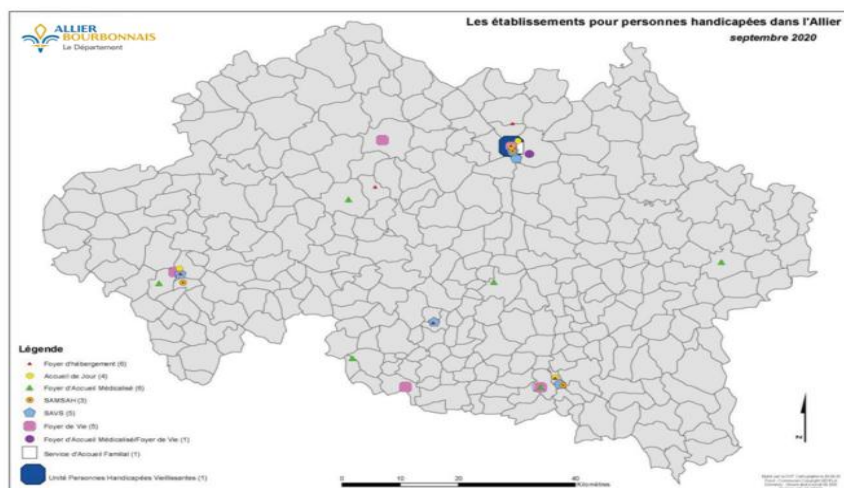 ALLIER
BOURBONNAIS
Le Département
Les établissements pour personnes handicapées dans l'Allier
septembre 2020
Légende
Foyer d'hébergement (6)
Accueil de Jour (4)
Foyer d'Accueil Médicalisé (6)
SAMSAH (3)
SAVS (5)
Foyer de Vie (5)
Foyer d'Accueil Médicalisé/Foyer de Vie (1)
Service d'Accueil Familial (1)
Unité Personnes Handicapées Vieillissantes (1)
0 10 20 40
Kilomètres